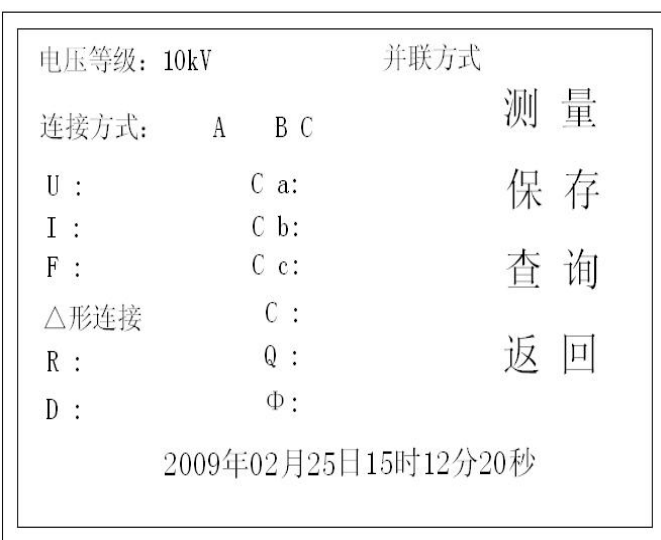 电压等级：10kV 并联方式
测 量
连接方式： A B C
U : C a:
保 存
I : C b:
F : C c:
查 询
△形连接 C :
R : Q :
返 回
D : Φ:
2009年02月25日15时12分20秒